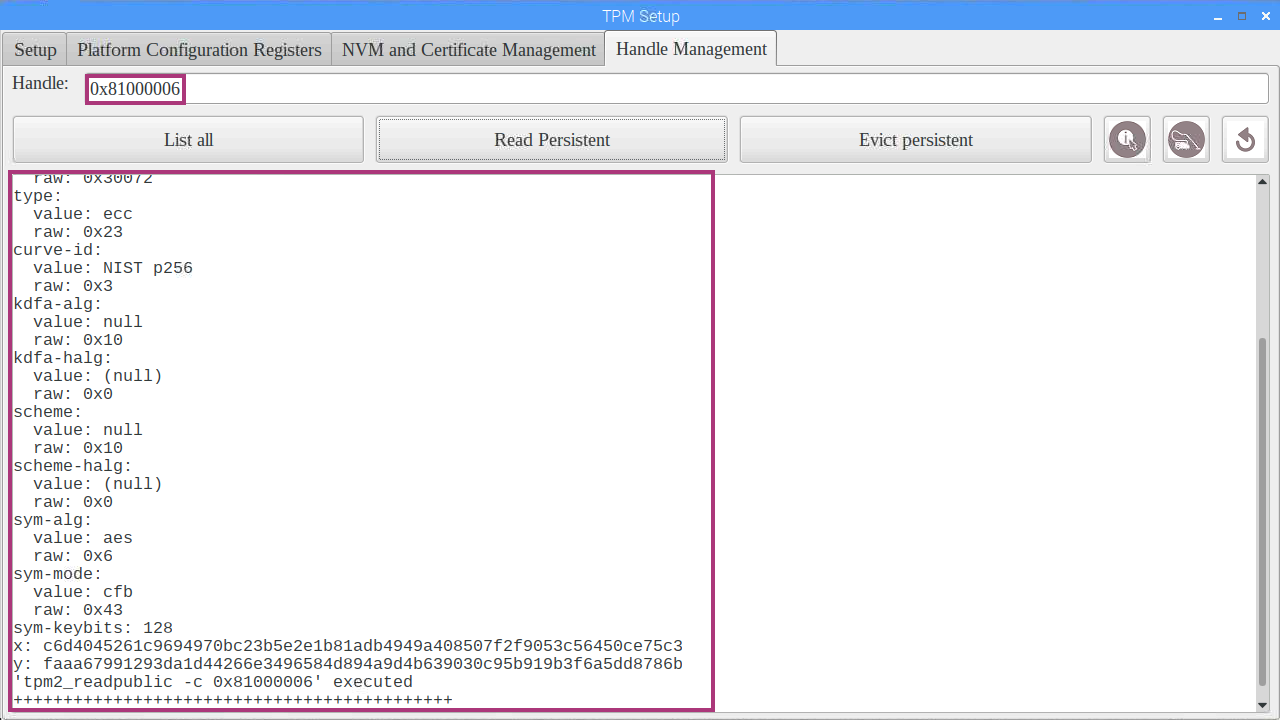 TPM Setup
Setup
Platform Configuration Registers
NVM and Certificate Management
Handle Management
Handle:
0x81000006
List all
Read Persistent
Evict persistent
  raw: 0x30072
type:
  value: ecc
  raw: 0x23
curve-id:
  value: NIST p256
  raw: 0x3
kdfa-alg:
  value: null
  raw: 0x10
kdfa-halg:
  value: (null)
  raw: 0x0
scheme:
  value: null
  raw: 0x10
scheme-halg:
  value: (null)
  raw: 0x0
sym-alg:
  value: aes
  raw: 0x6
sym-mode:
  value: cfb
  raw: 0x43
sym-keybits: 128
x: c6d4045261c9694970bc23b5e2e1b81adb4949a408507f2f9053c56450ce75c3
y: faaa67991293da1d44266e3496584d894a9d4b639030c95b919b3f6a5dd8786b
'tpm2_readpublic -c 0x81000006' executed
++++++++++++++++++++++++++++++++++++++++++++